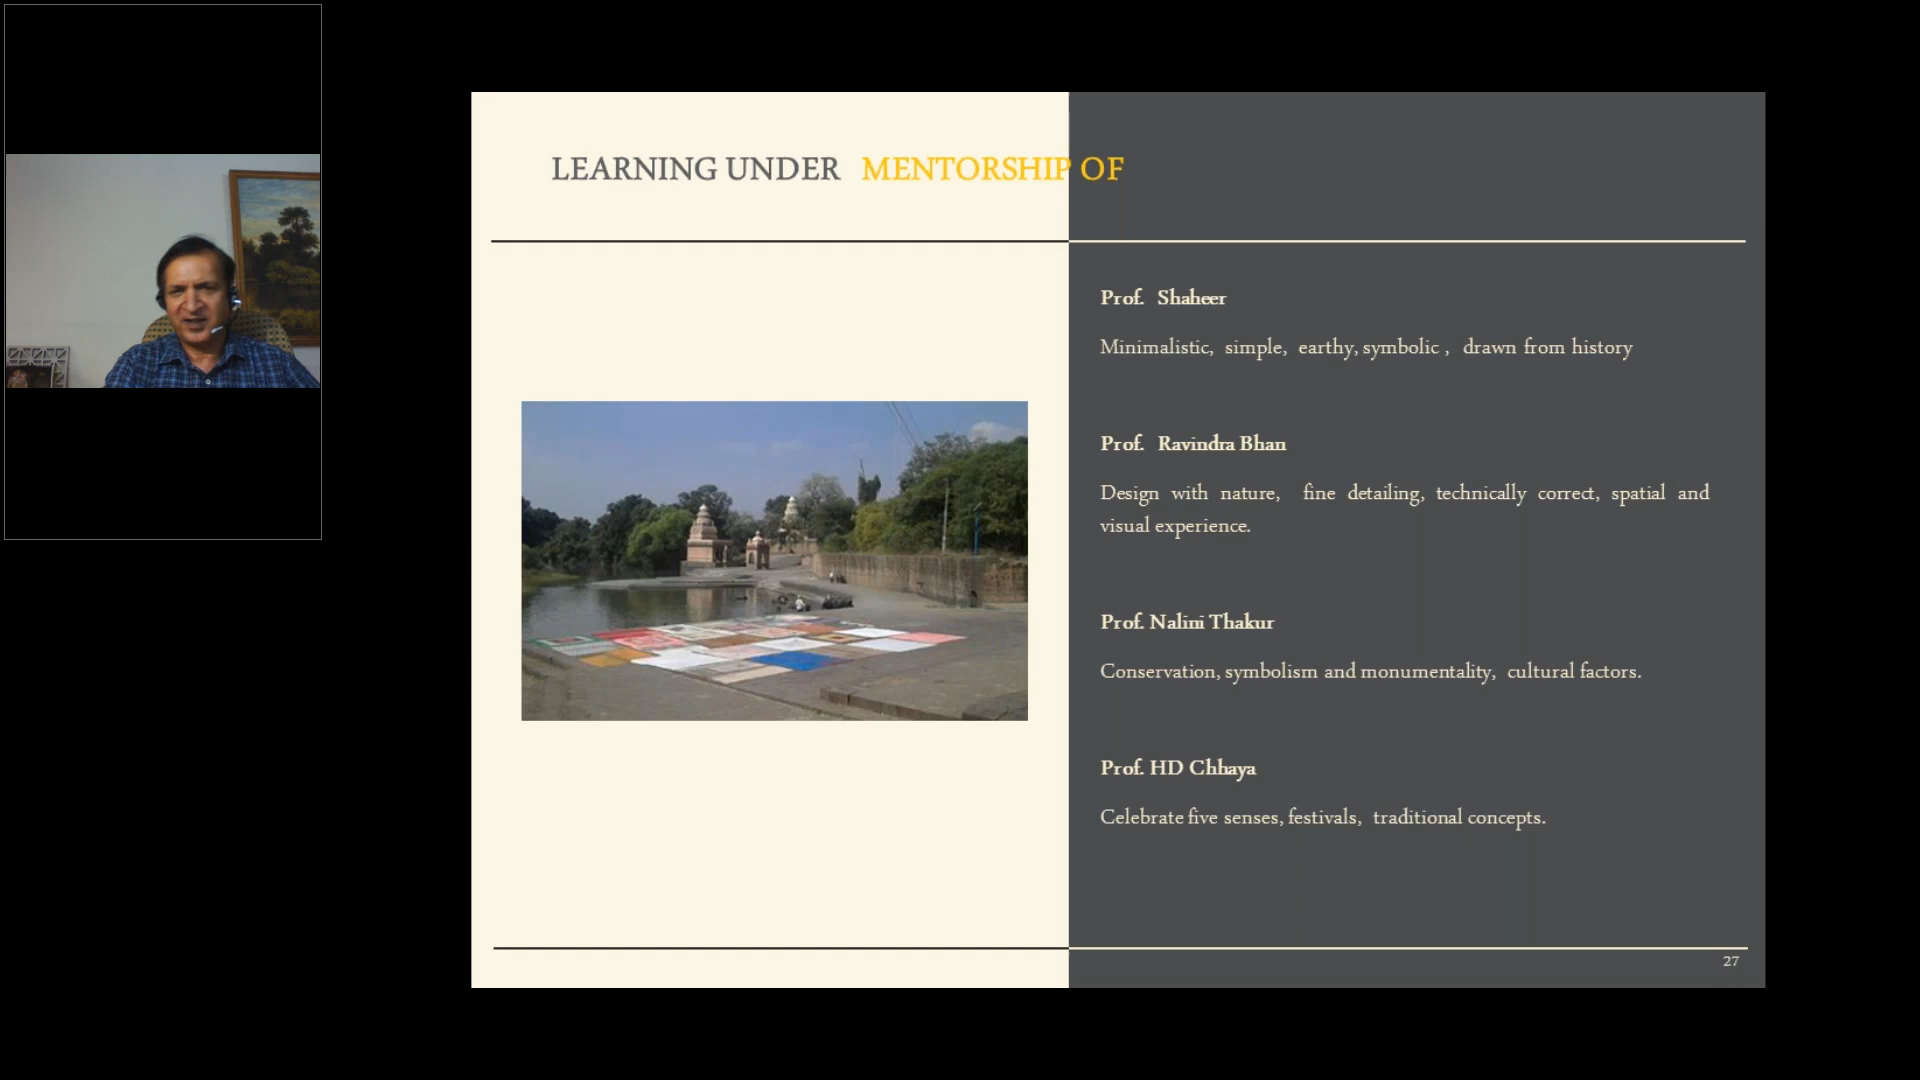 LEARNING UNDER MENTORSHIP OF
Prof. Shaheer
Minimalistic, simple, earthy, symbolic , drawn from history
Prof. Ravindra Bhan
Design with nature, fine detailing, technically correct, spatial and
visual experience.
Prof. Nalini Thakur
Conservation, symbolism and monumentality, cultural factors.
Prof. HD Chhaya
Celebrate five senses, festivals, traditional concepts.
27